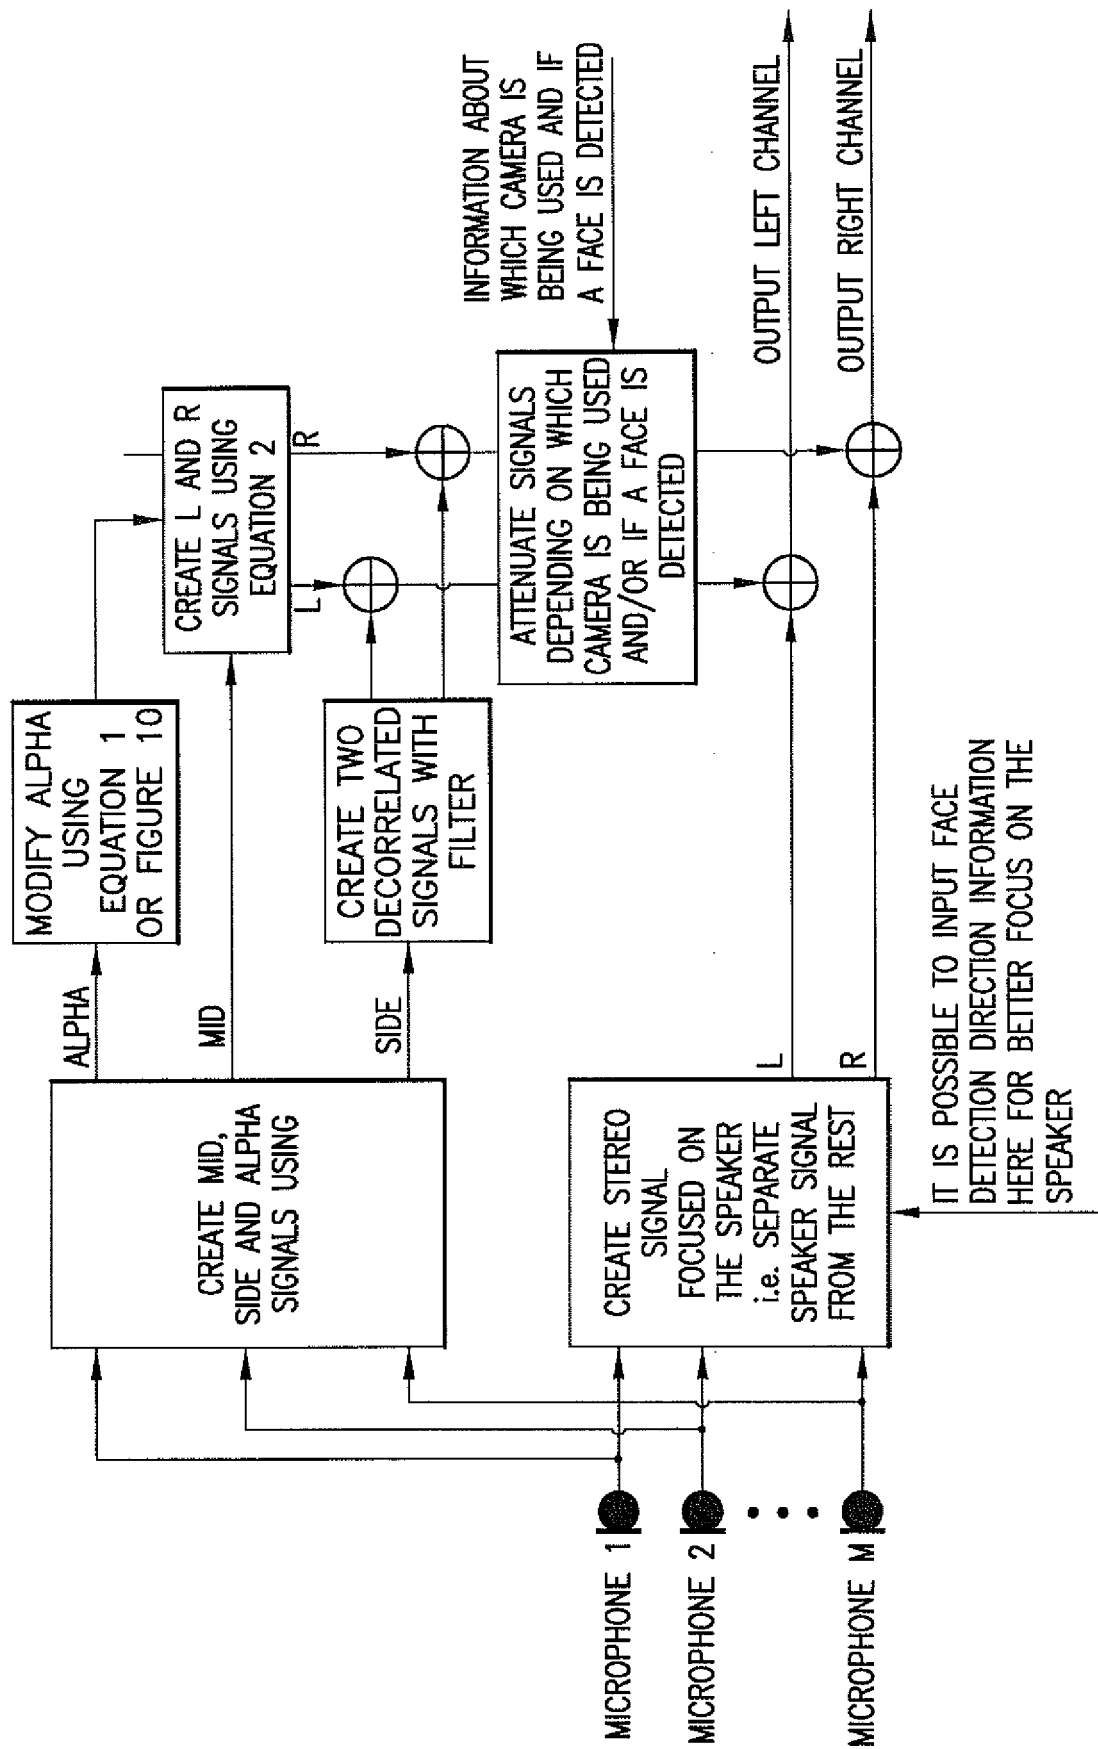 MICROPHONE 1
MICROPHONE 2
MICROPHONE M
CREATE MID,
SIDE AND ALPHA
SIGNALS USING
ALPHA
MID
SIDE
MODIFY ALPHA
USING
EQUATION 1
OR FIGURE 10
CREATE L AND R
SIGNALS USING
EQUATION 2
L
R
CREATE TWO
DECORRELATED
SIGNALS WITH
FILTER
INFORMATION ABOUT
WHICH CAMERA IS
BEING USED AND IF
A FACE IS DETECTED
ATTENUATE SIGNALS
DEPENDING ON WHICH
CAMERA IS BEING USED
AND/OR IF A FACE IS
DETECTED
CREATE STEREO
SIGNAL
FOCUSED ON
THE SPEAKER
i.e. SEPARATE
SPEAKER SIGNAL
FROM THE REST
L
R
OUTPUT LEFT CHANNEL
OUTPUT RIGHT CHANNEL
IT IS POSSIBLE TO INPUT FACE
DETECTION DIRECTION INFORMATION
HERE FOR BETTER FOCUS ON THE
SPEAKER